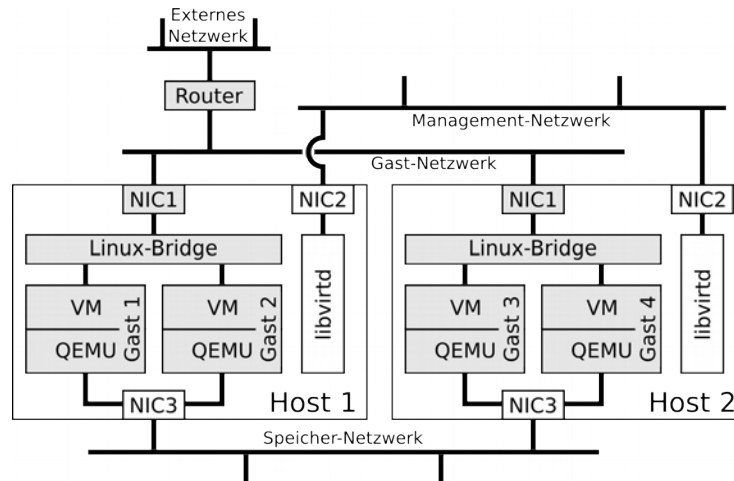 Externes
Netzwerk
Router
Management-Netzwerk
Gast-Netzwerk
NIC1
NIC2
NIC1
NIC2
Linux-Bridge
Linux-Bridge
VM
QEMU
Gast 1
VM
QEMU
Gast 2
libvirtd
VM
QEMU
Gast 3
VM
QEMU
Gast 4
libvirtd
NIC3
Host 1
NIC3
Host 2
Speicher-Netzwerk